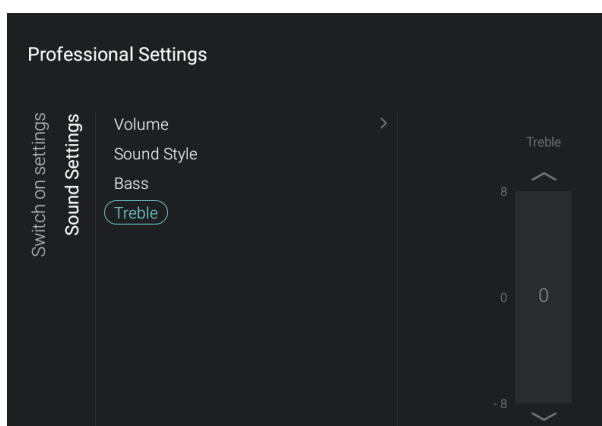 Professional Settings
Switch on settings
Sound Settings
Volume
Sound Style
Bass
Treble
Treble
8
0
0
- 8